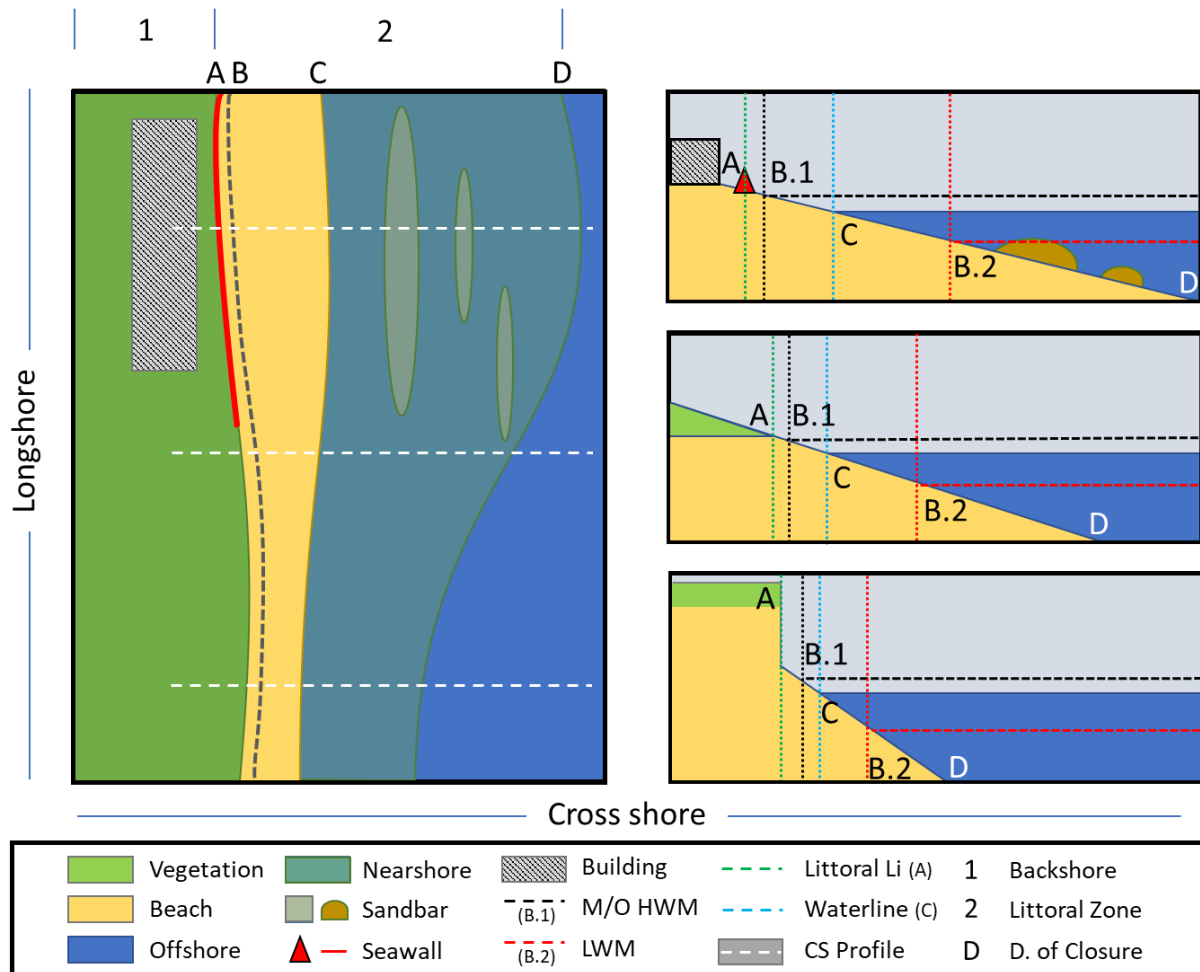 1
2
A B C D
Longshore
A
B.1
C
B.2
D
A
B.1
C
B.2
D
A
B.1
C
B.2
D
Cross shore
Vegetation
Nearshore
Building
Littoral Li (A)
1 Backshore
Beach
Sandbar
(B.1) M/O HWM
Waterline (C)
2 Littoral Zone
Offshore
Seawall
(B.2) LWM
CS Profile
D D. of Closure